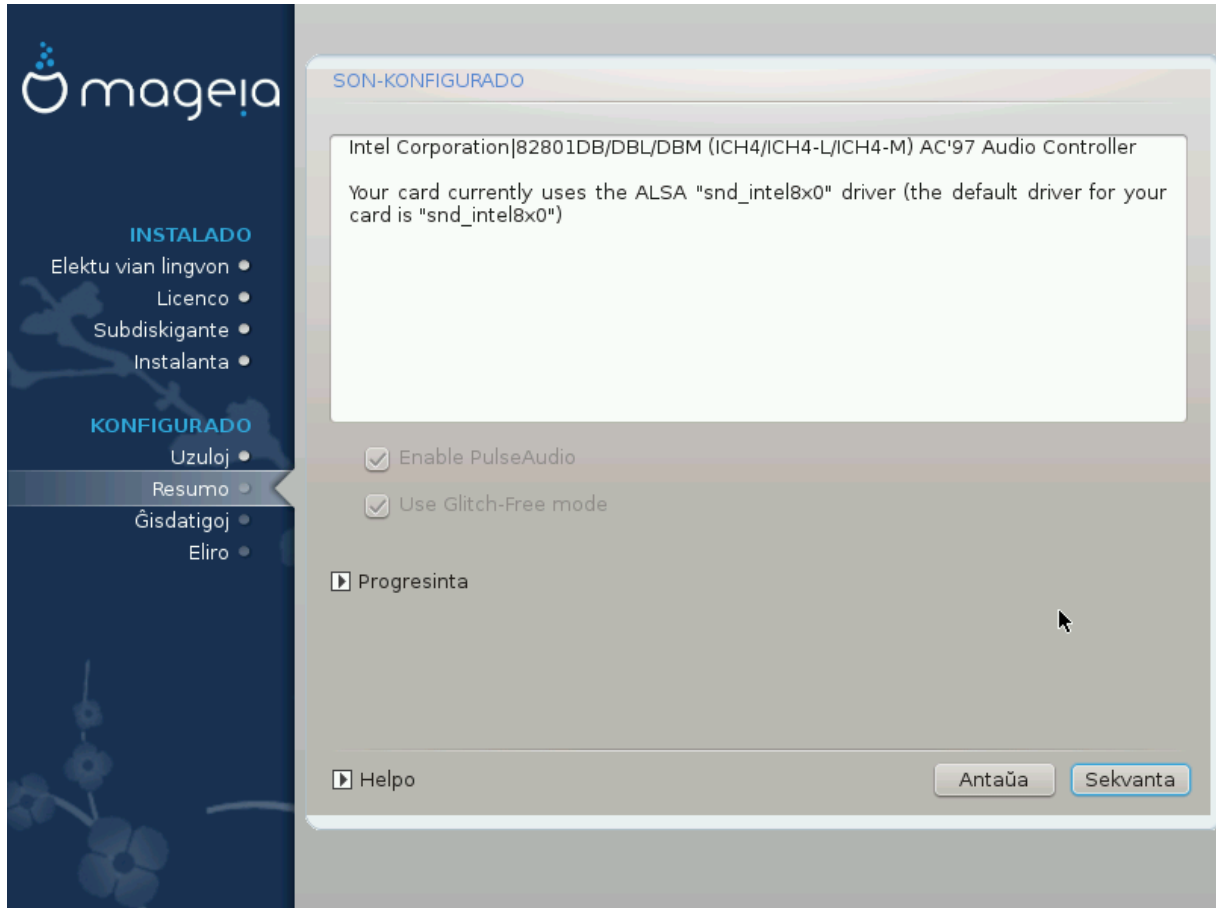 mageia
INSTALADO
Elektu vian lingvon
Licenco
Subdiskigante
Instalanta
KONFIGURADO
Uzuloj
Resumo
Ĝisdatigoj
Eliro
SON-KONFIGURADO
Intel Corporation|82801DB/DBL/DBM (ICH4/ICH4-L/ICH4-M) AC'97 Audio Controller
Your card currently uses the ALSA "snd_intel8x0" driver (the default driver for your
card is "snd_intel8x0")
Enable PulseAudio
Use Glitch-Free mode
Progresinta
Helpo
Antaŭa
Sekvanta